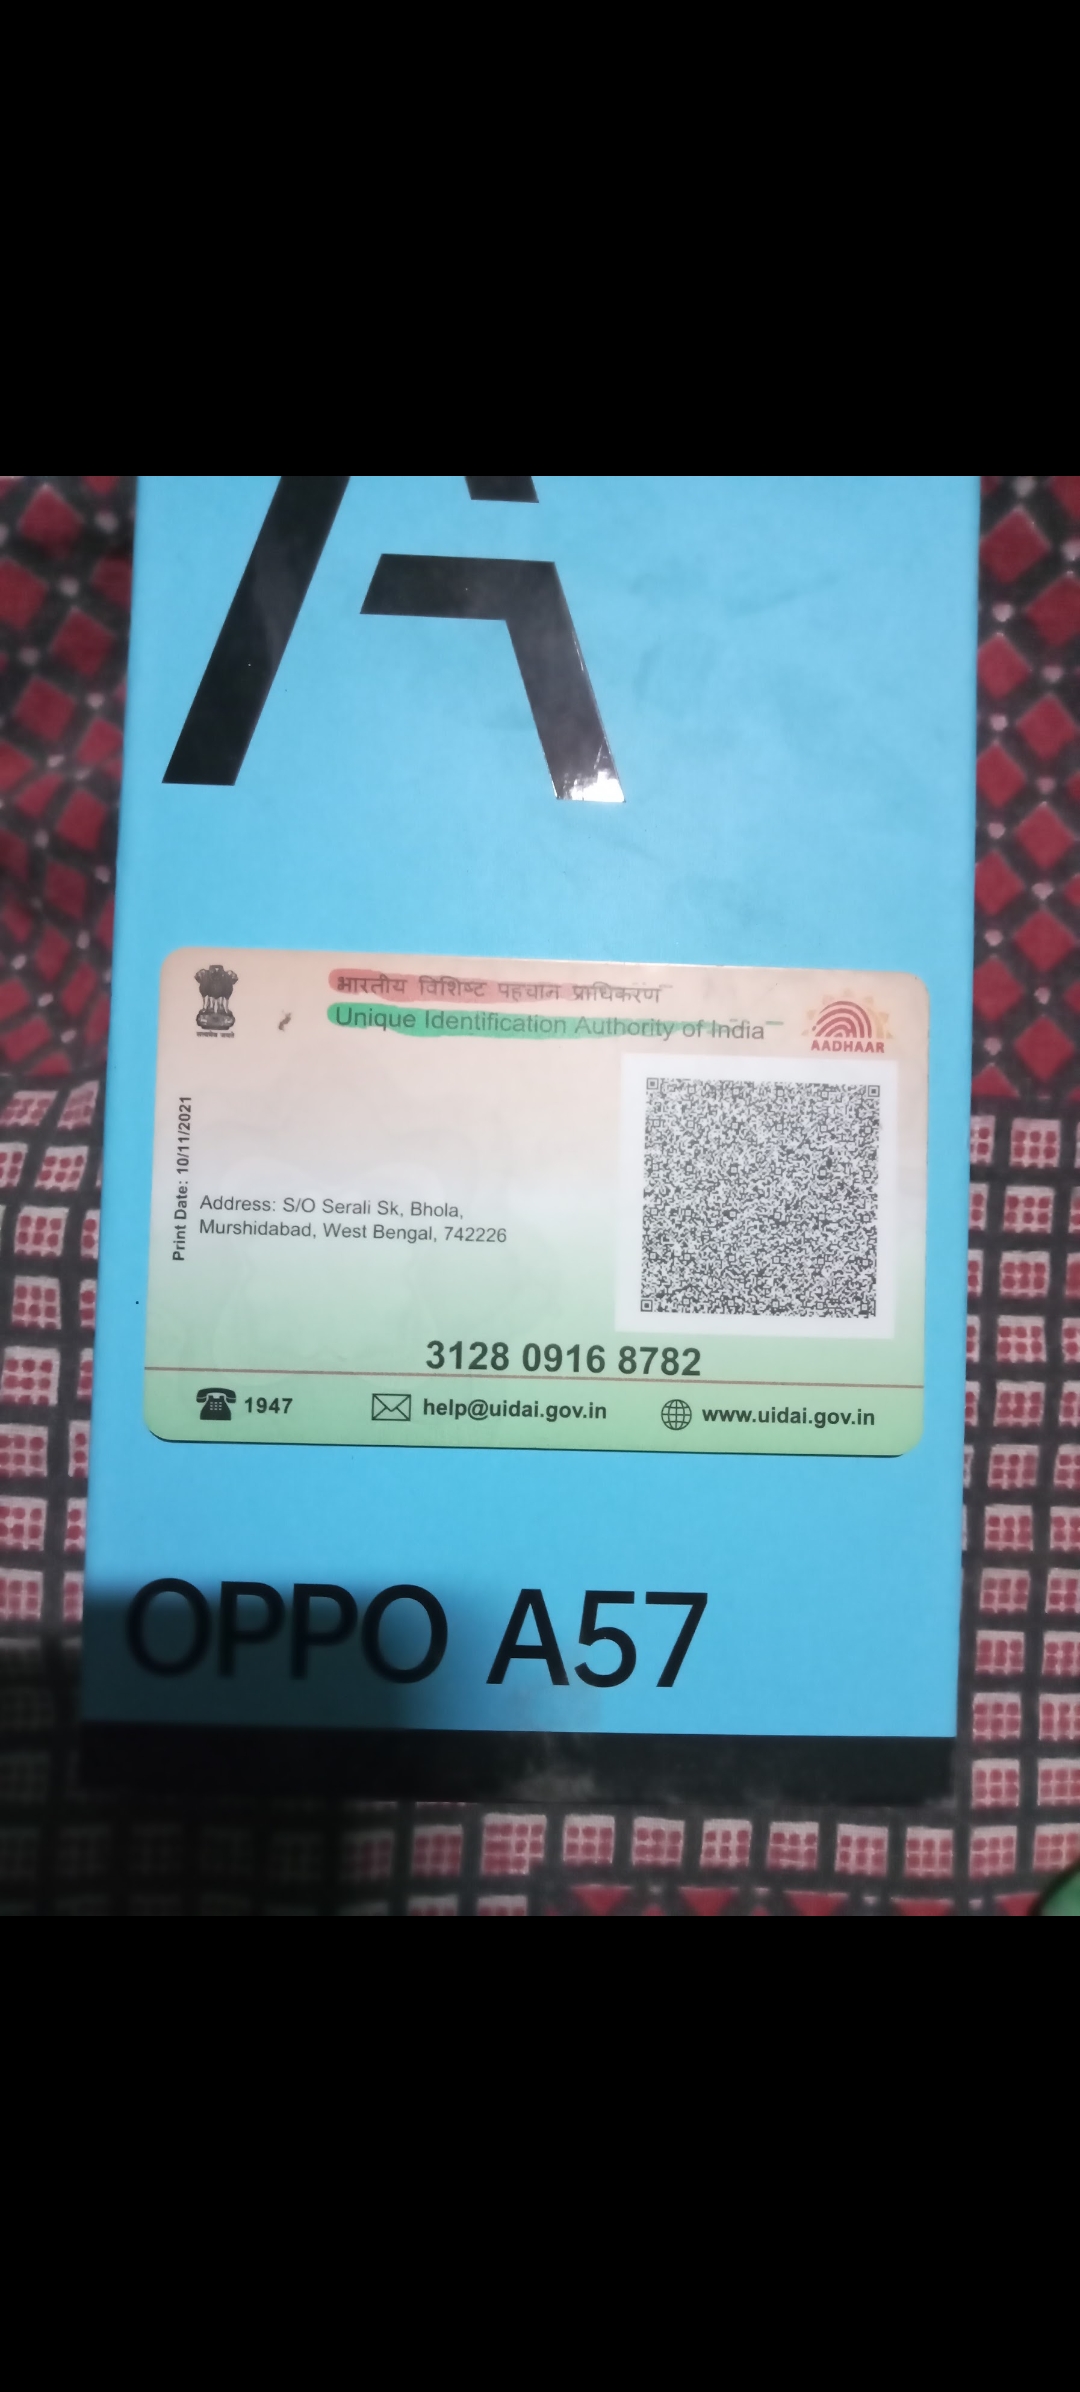 भारतीय विशिष्ट पहचान प्राधिकरण
Unique Identification Authority of India
AADHAAR
Print Date: 10/11/2021
Address: S/O Serali Sk, Bhola,
Murshidabad, West Bengal, 742226
3128 0916 8782
1947 help@uidai.gov.in www.uidai.gov.in
OPPO A57